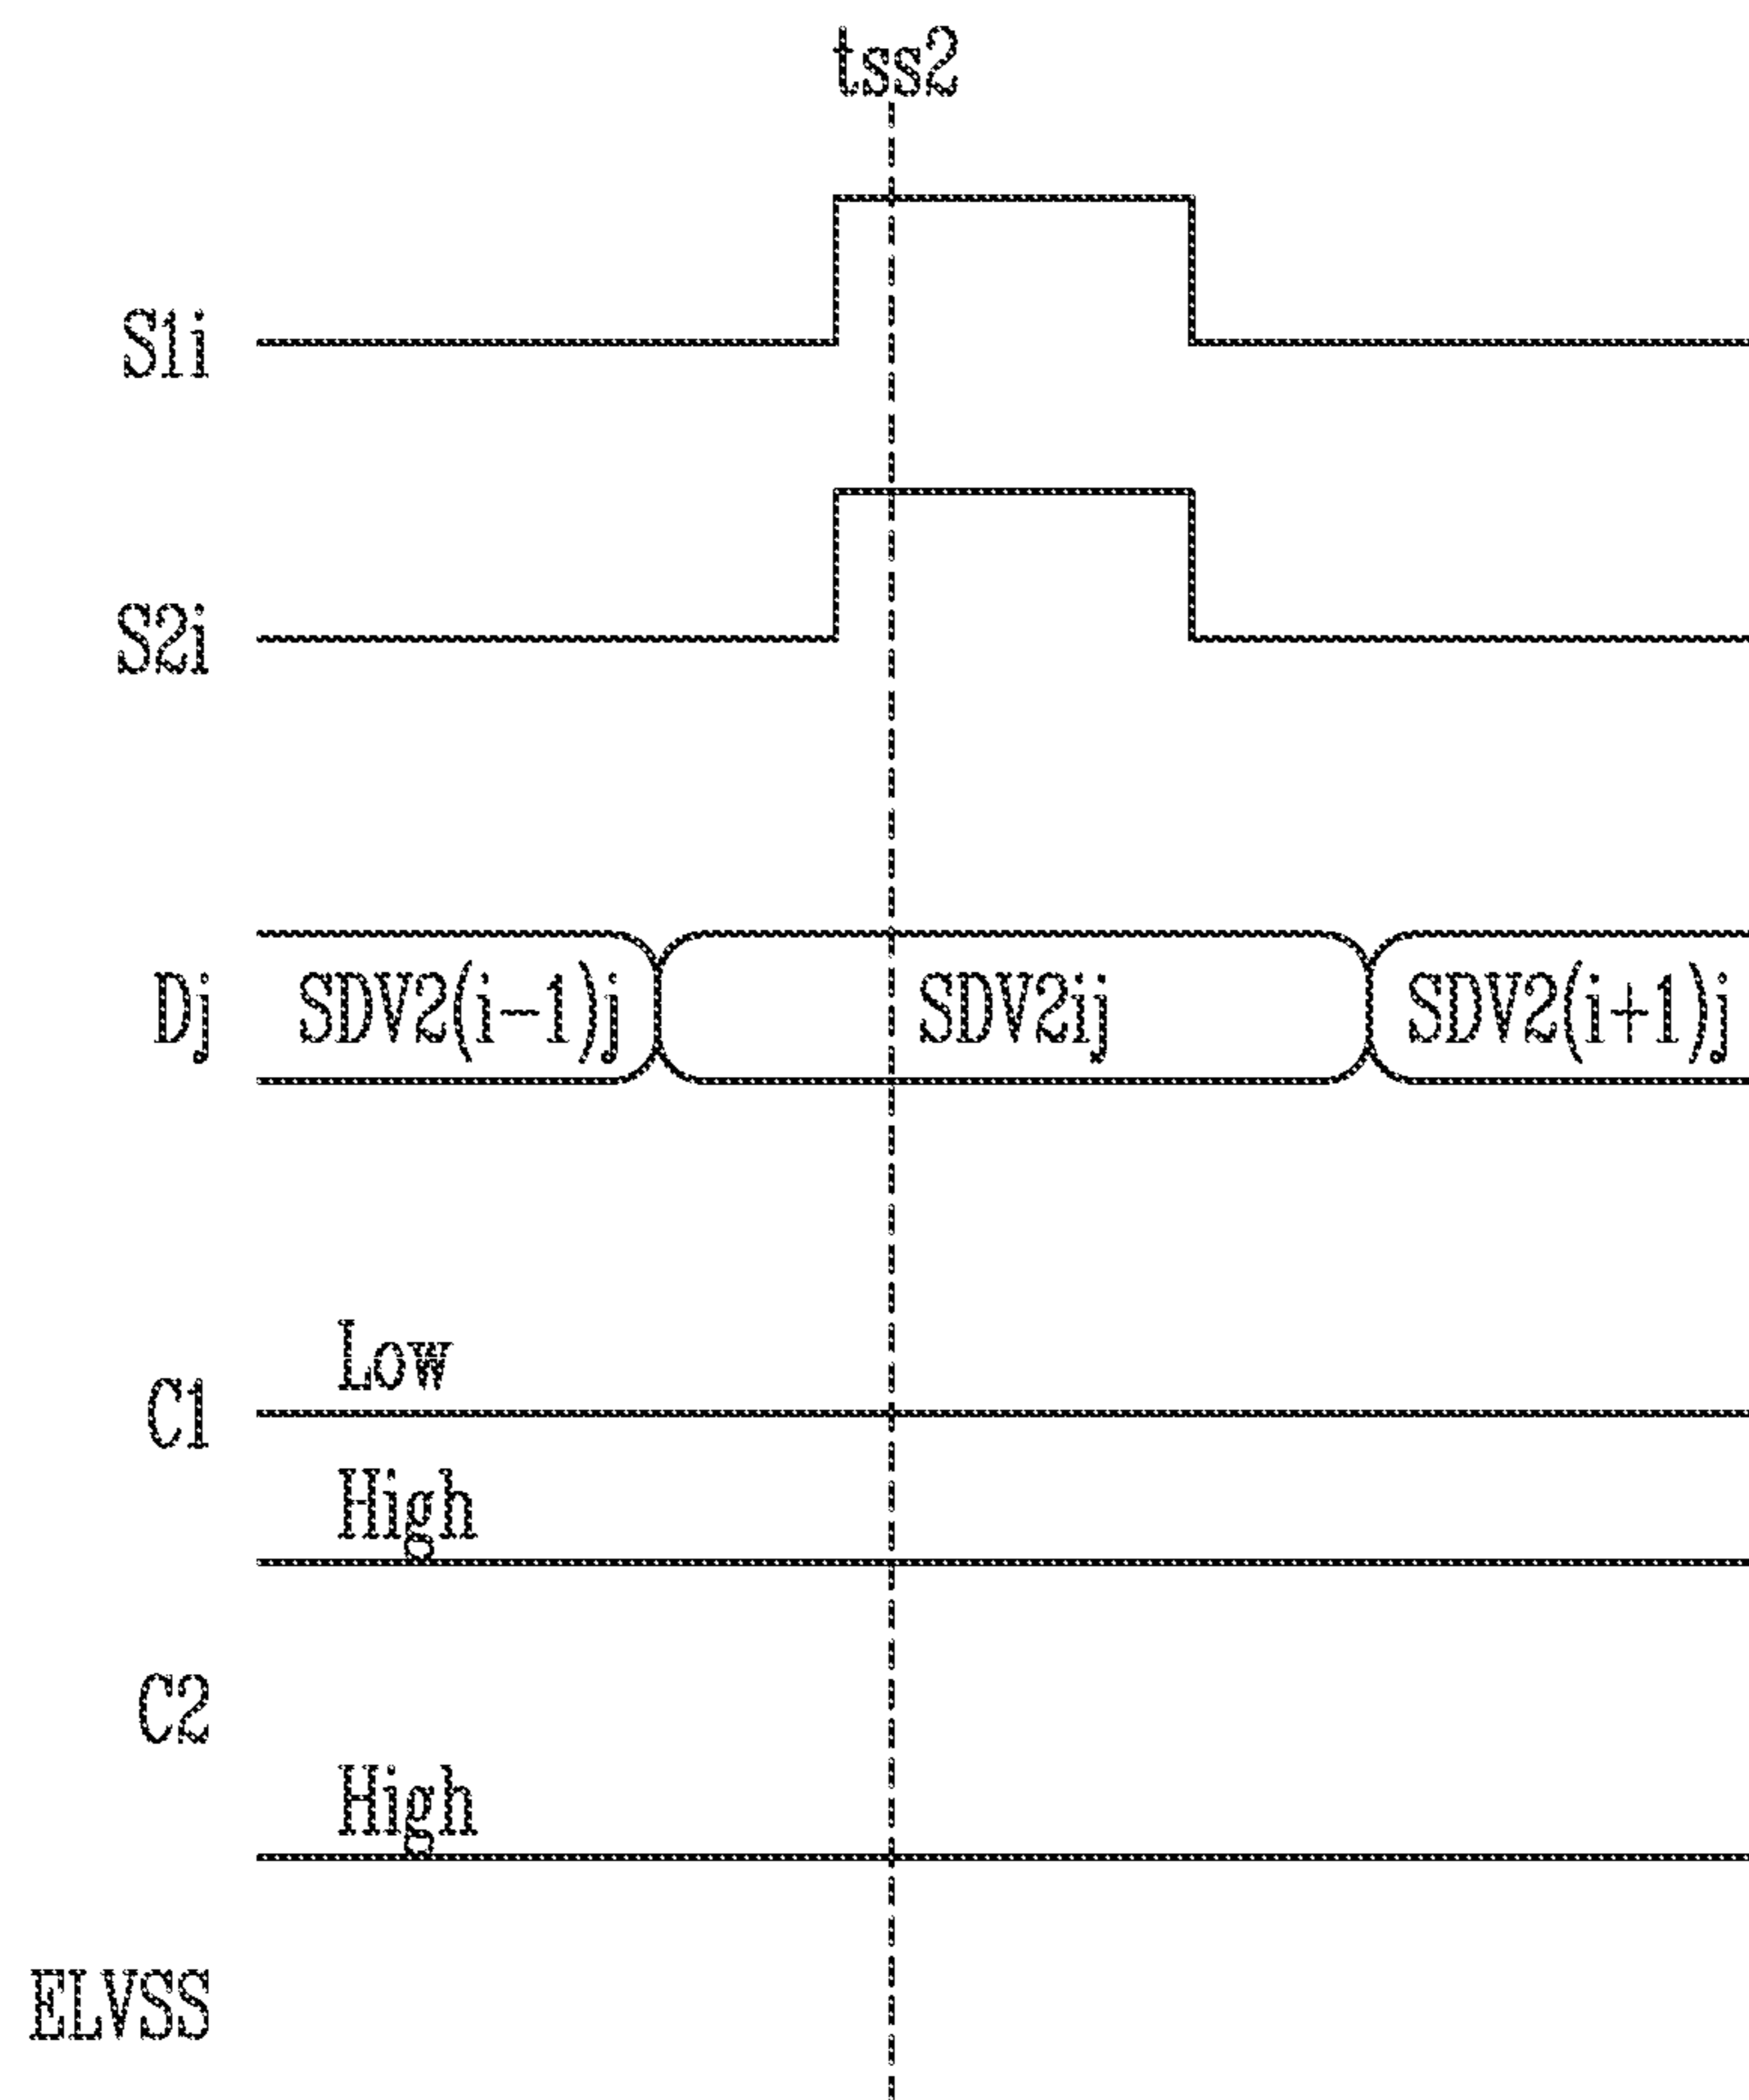 tss2
S1i
S2i
Dj SDV2(i-1)j SDV2ij SDV2(i+1)j
Low
C1
High
C2
High
ELVSS